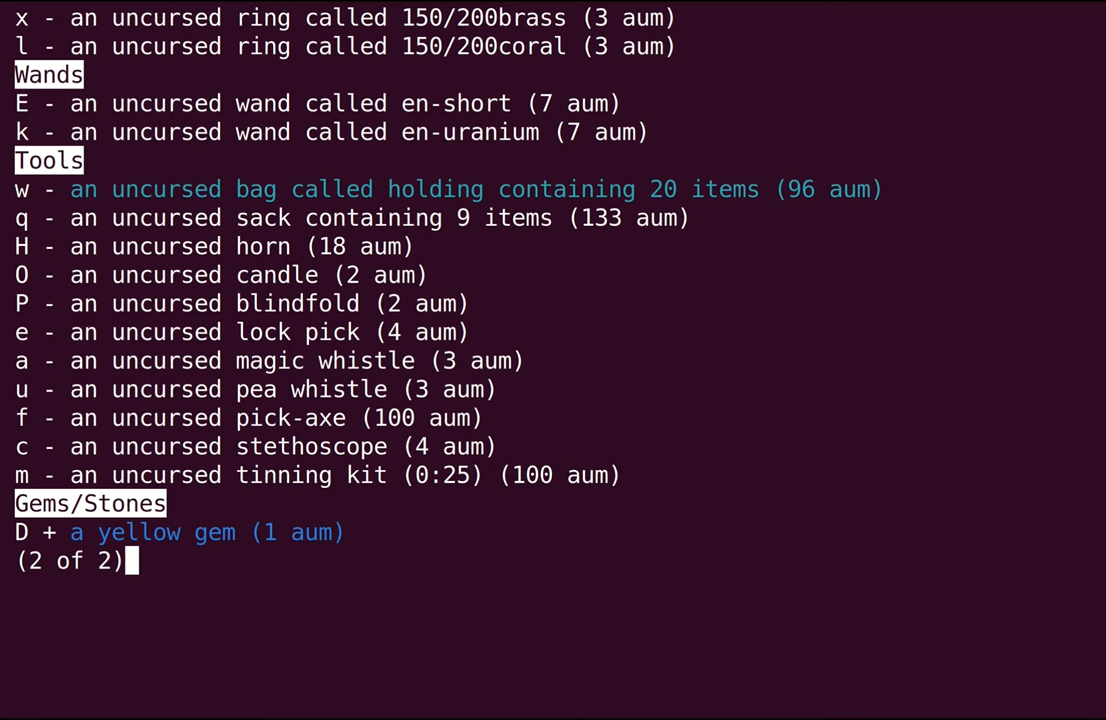 x - an uncursed ring called 150/200brass (3 aum)
l - an uncursed ring called 150/200coral (3 aum)
Wands
E - an uncursed wand called en-short (7 aum)
k - an uncursed wand called en-uranium (7 aum)
Tools
w - an uncursed bag called holding containing 20 items (96 aum)
q - an uncursed sack containing 9 items (133 aum)
H - an uncursed horn (18 aum)
O - an uncursed candle (2 aum)
P - an uncursed blindfold (2 aum)
e - an uncursed lock pick (4 aum)
a - an uncursed magic whistle (3 aum)
u - an uncursed pea whistle (3 aum)
f - an uncursed pick-axe (100 aum)
c - an uncursed stethoscope (4 aum)
m - an uncursed tinning kit (0:25) (100 aum)
Gems/Stones
D + a yellow gem (1 aum)
(2 of 2)